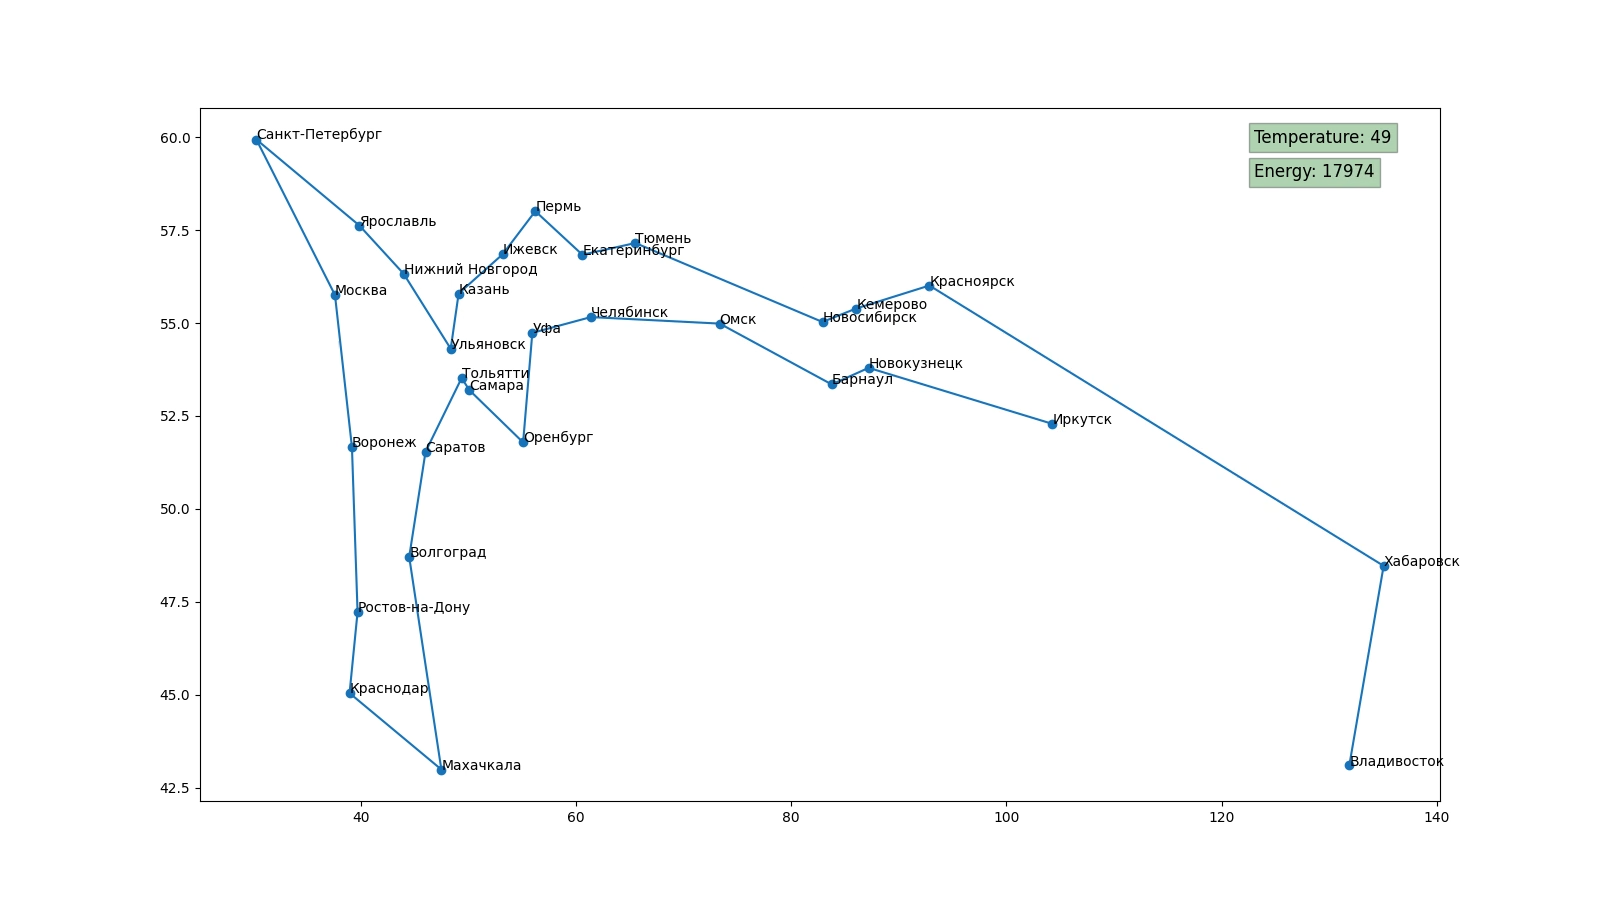 60.0
57.5
55.0
52.5
50.0
47.5
45.0
42.5
40
60
80
100
120
140
Temperature: 49
Energy: 17974
Санкт-Петербург
Ярославль
Пермь
Тюмень
Екатеринбург
Ижевск
Нижний Новгород
Москва
Казань
Красноярск
Кемерово
Новосибирск
Челябинск
Омск
Уфа
Ульяновск
Новокузнецк
Барнаул
Тольятти
Самара
Иркутск
Оренбург
Воронеж
Саратов
Волгоград
Хабаровск
Ростов-на-Дону
Краснодар
Махачкала
Владивосток